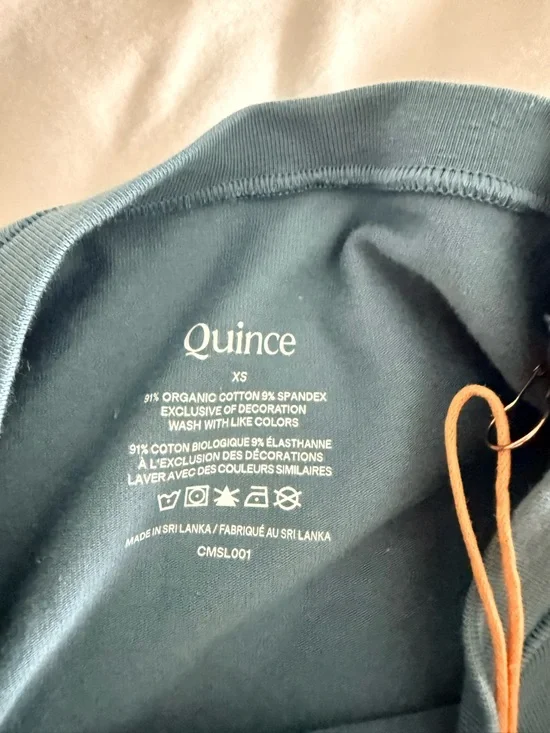 Quince
XS
91% ORGANIC COTTON 9% SPANDEX
EXCLUSIVE OF DECORATION
WASH WITH LIKE COLORS
91% COTON BIOLOGIQUE 9% ÉLASTHANNE
À L'EXCLUSION DES DÉCORATIONS
LAVER AVEC DES COULEURS SIMILAIRES
MADE IN SRI LANKA / FABRIQUÉ AU SRI LANKA
CMSL001